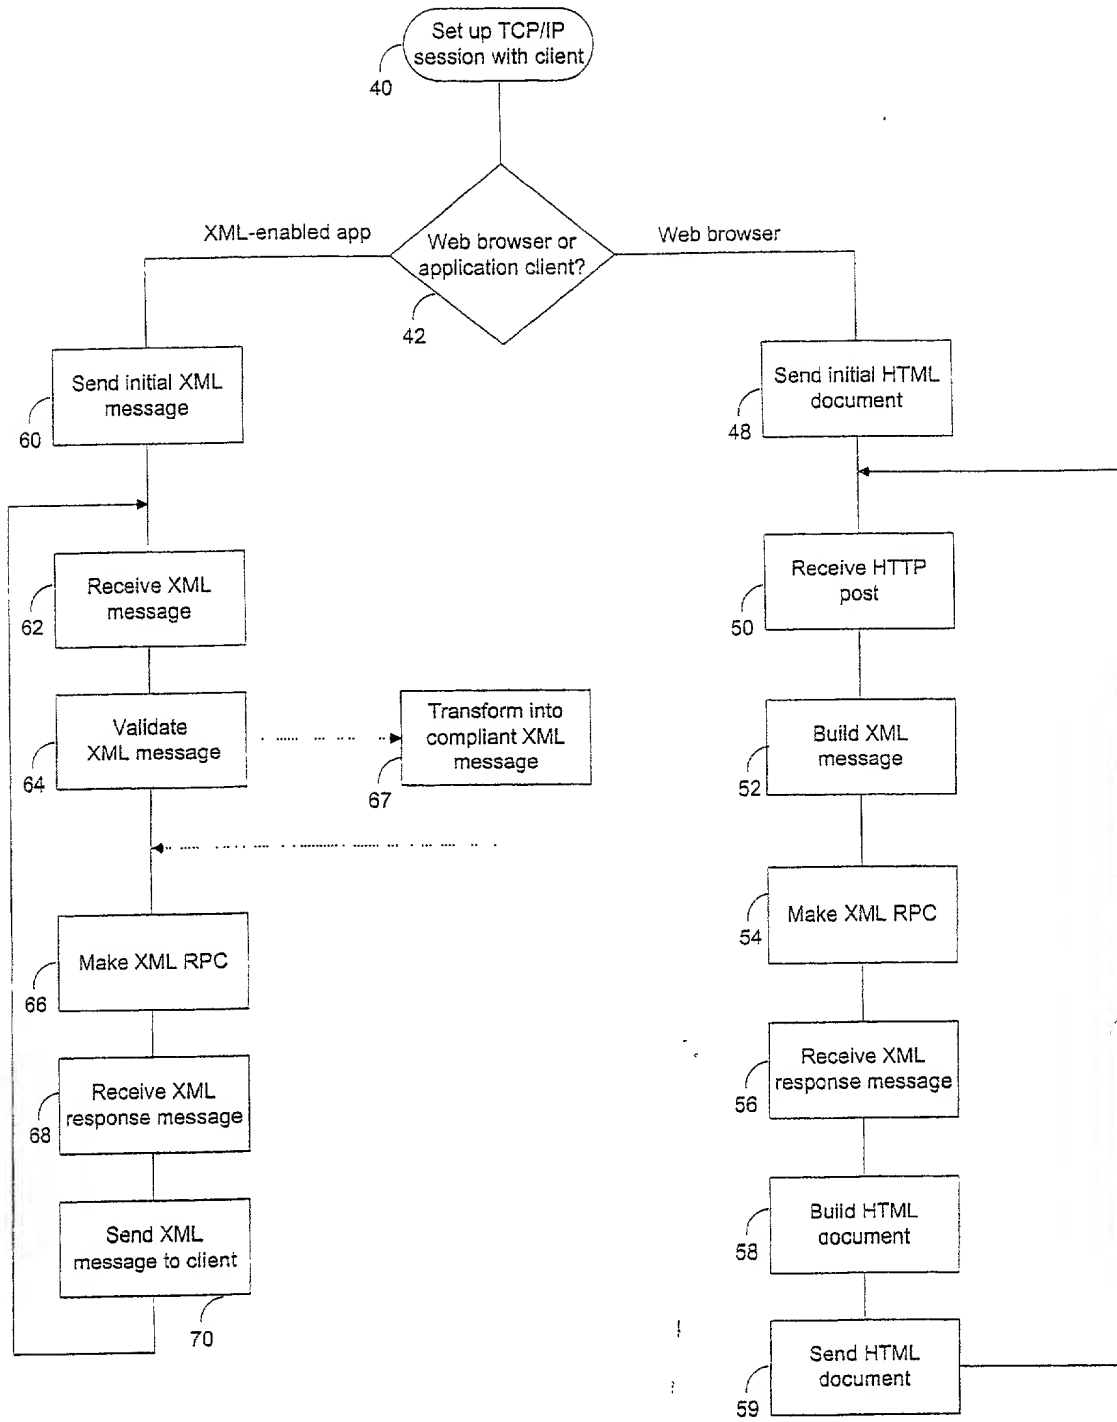 Set up TCP/IP
session with client
40
XML-enabled app
Web browser or
application client?
Web browser
42
Send initial XML
message
60
Send initial HTML
document
48
Receive XML
message
62
Receive HTTP
post
50
Validate
XML message
64
Transform into
compliant XML
message
67
Build XML
message
52
Make XML RPC
66
Make XML RPC
54
Receive XML
response message
68
Receive XML
response message
56
Send XML
message to client
70
Build HTML
document
58
Send HTML
document
59